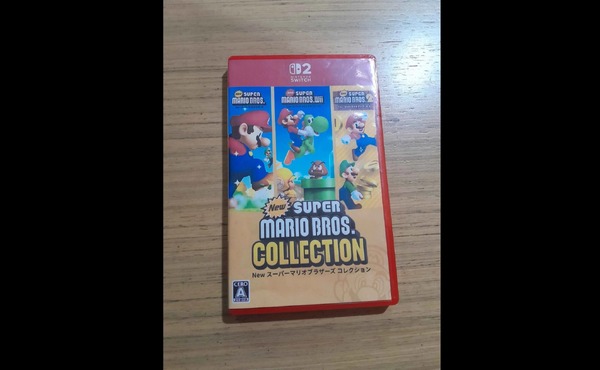 2
NINTENDO
SWITCH
New SUPER
MARIO BROS.
New SUPER
MARIO BROS. Wii
New SUPER
MARIO BROS. 2
New SUPER
MARIO BROS.
COLLECTION
New スーパーマリオブラザーズ コレクション
CERO
A